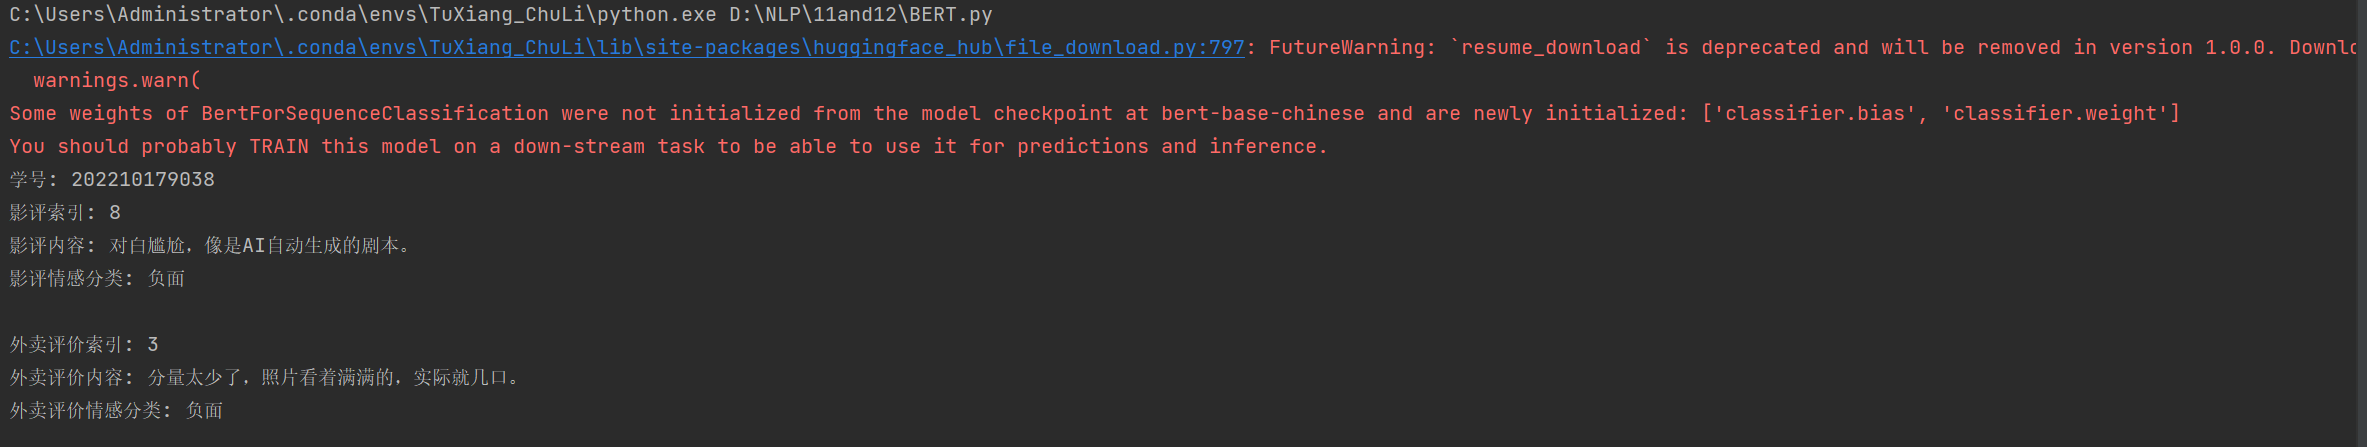 C:\Users\Administrator\.conda\envs\TuXiang_ChuLi\python.exe D:\NLP\11and12\BERT.py
C:\Users\Administrator\.conda\envs\TuXiang_ChuLi\lib\site-packages\huggingface_hub\file_download.py:797: FutureWarning: `resume_download` is deprecated and will be removed in version 1.0.0. Downlo
  warnings.warn(
Some weights of BertForSequenceClassification were not initialized from the model checkpoint at bert-base-chinese and are newly initialized: ['classifier.bias', 'classifier.weight']
You should probably TRAIN this model on a down-stream task to be able to use it for predictions and inference.
学号: 202210179038
影评索引: 8
影评内容: 对白尴尬，像是AI自动生成的剧本。
影评情感分类: 负面
外卖评价索引: 3
外卖评价内容: 分量太少了，照片看着满满的，实际就几口。
外卖评价情感分类: 负面